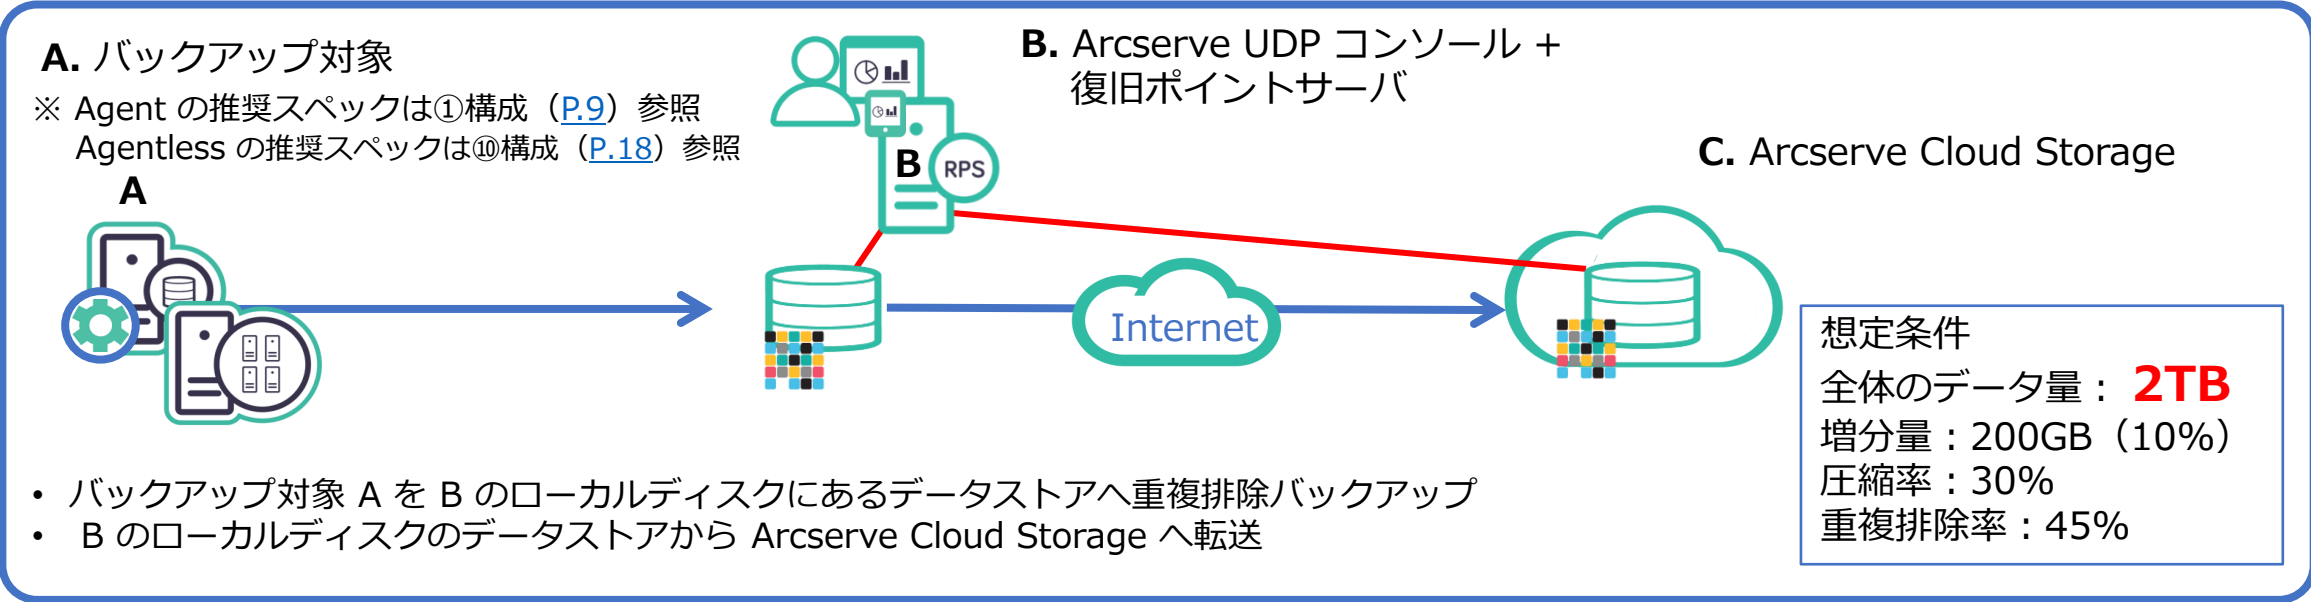 A. バックアップ対象
※ Agent の推奨スペックは①構成（P.9）参照
Agentless の推奨スペックは⑩構成（P.18）参照
A
B. Arcserve UDP コンソール +
復旧ポイントサーバ
B
RPS
C. Arcserve Cloud Storage
Internet
想定条件
全体のデータ量： 2TB
増分量：200GB（10%）
圧縮率：30%
重複排除率：45%
• バックアップ対象 A を B のローカルディスクにあるデータストアへ重複排除バックアップ
• B のローカルディスクのデータストアから Arcserve Cloud Storage へ転送